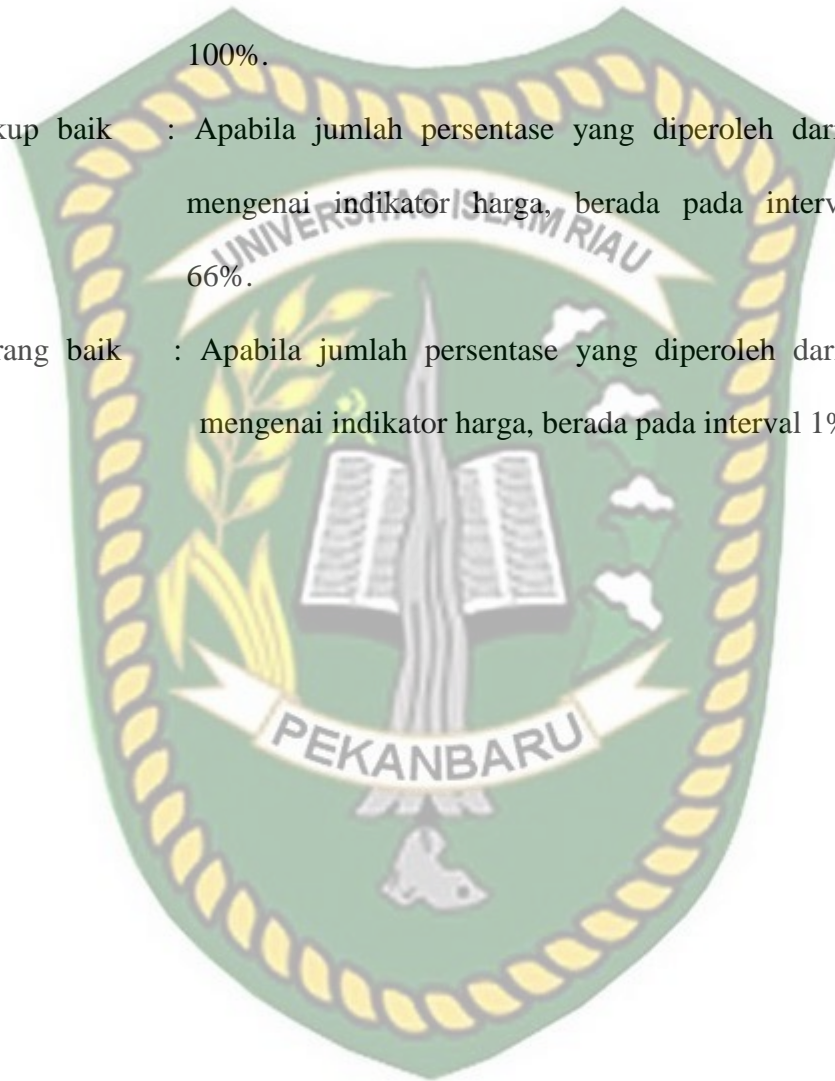 100%.
kup baik : Apabila jumlah persentase yang diperoleh dari
mengenai indikator harga, berada pada interv
66%.
rang baik : Apabila jumlah persentase yang diperoleh dari
mengenai indikator harga, berada pada interval 1%
UNIVERSITAS ISLAM RIAU
PEKANBARU